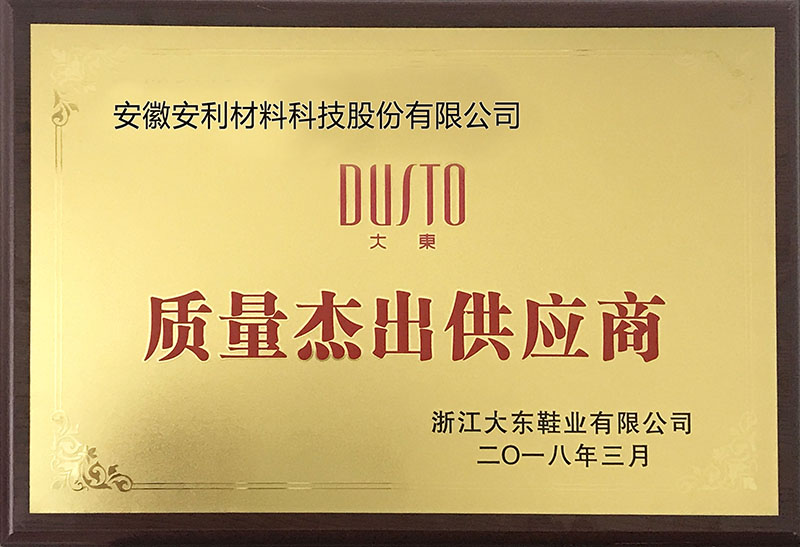 安徽安利材料科技股份有限公司
DUSTO
大東
质量杰出供应商
浙江大东鞋业有限公司
二〇一八年三月